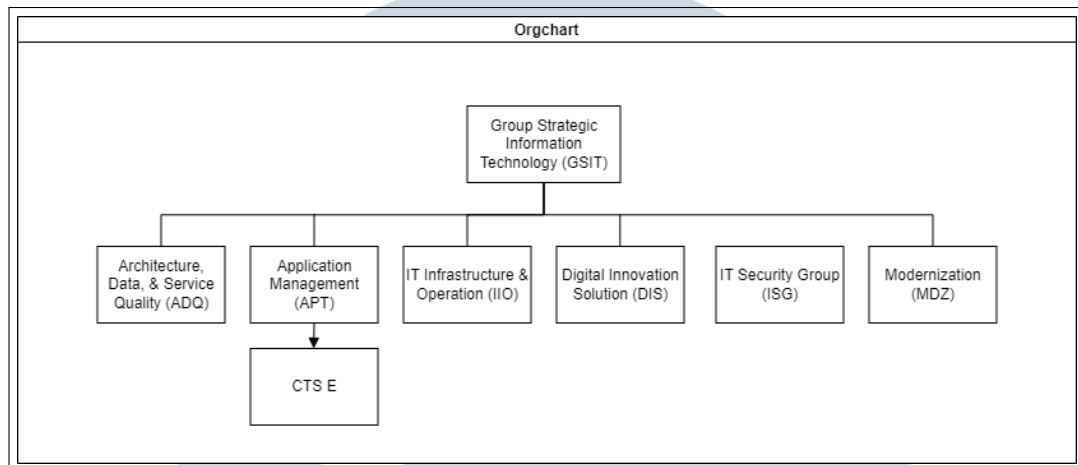 Orgchart
Group Strategic
Information
Technology (GSIT)
Architecture,
Data, & Service
Quality (ADQ)
Application
Management
(APT)
IT Infrastructure &
Operation (IIO)
Digital Innovation
Solution (DIS)
IT Security Group
(ISG)
Modernization
(MDZ)
CTS E